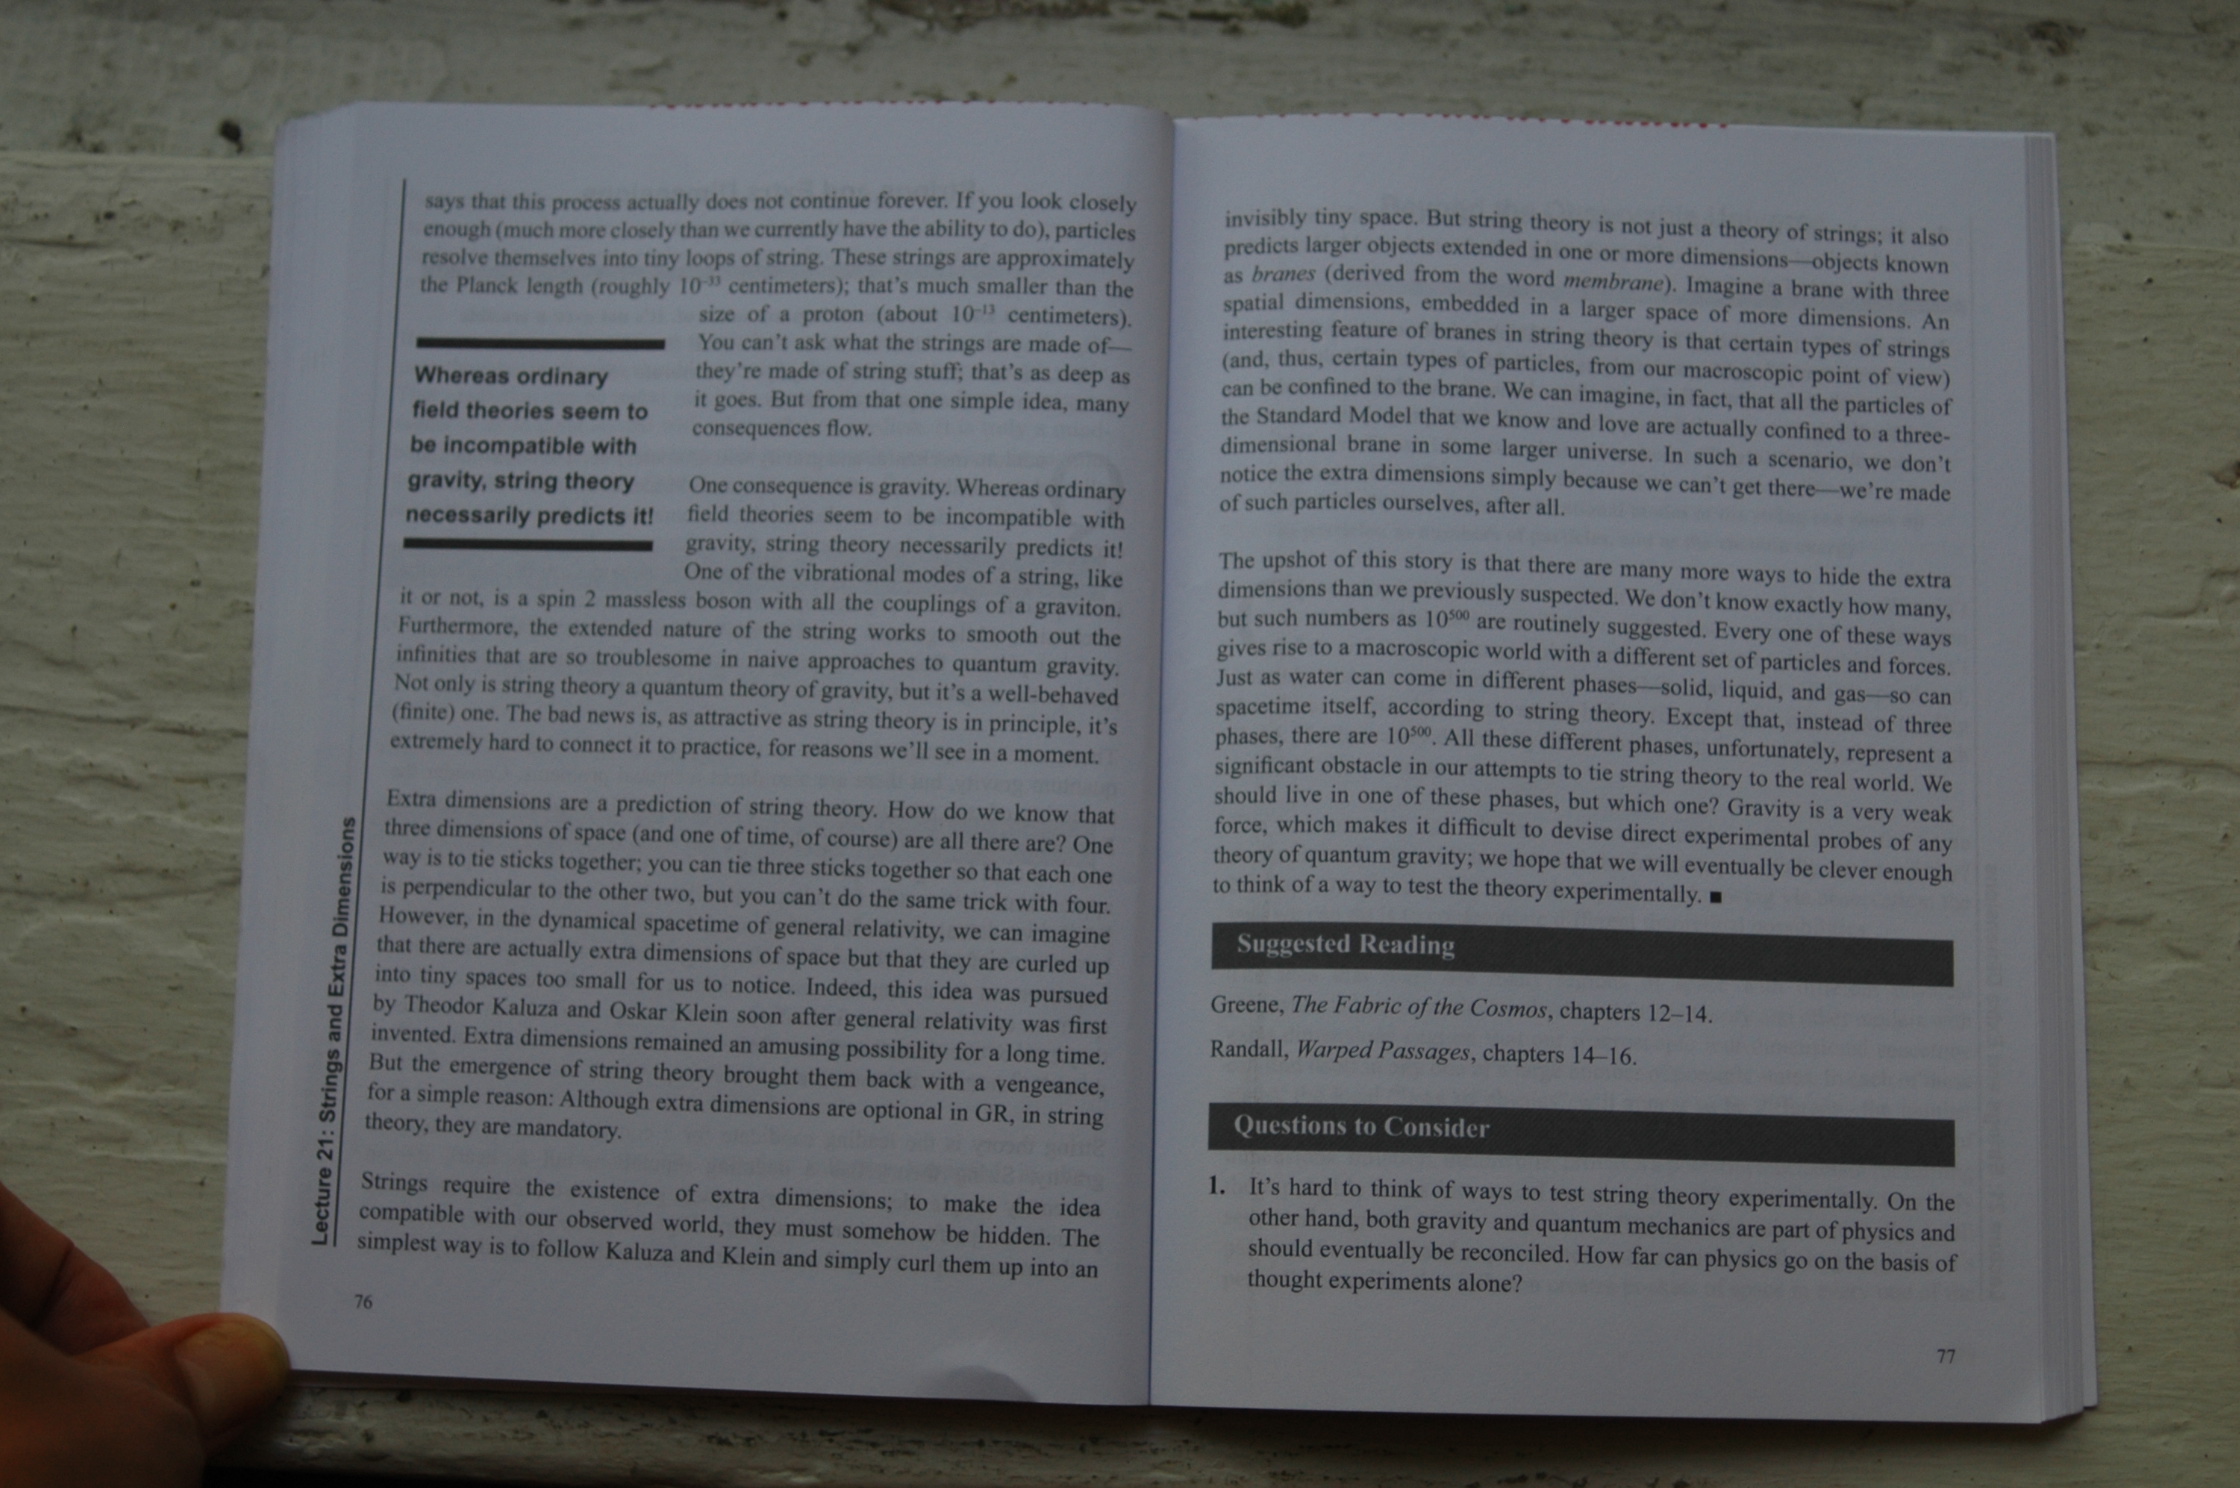 says that this process actually does not continue forever. If you look closely
enough (much more closely than we currently have the ability to do), particles
resolve themselves into tiny loops of string. These strings are approximately
the Planck length (roughly 10⁻³³ centimeters); that's much smaller than the
size of a proton (about 10⁻¹³ centimeters).
You can't ask what the strings are made of—
they're made of string stuff; that's as deep as
it goes. But from that one simple idea, many
consequences flow.
Whereas ordinary
field theories seem to
be incompatible with
gravity, string theory
necessarily predicts it!
One consequence is gravity. Whereas ordinary
field theories seem to be incompatible with
gravity, string theory necessarily predicts it!
One of the vibrational modes of a string, like
it or not, is a spin 2 massless boson with all the couplings of a graviton.
Furthermore, the extended nature of the string works to smooth out the
infinities that are so troublesome in naive approaches to quantum gravity.
Not only is string theory a quantum theory of gravity, but it's a well-behaved
(finite) one. The bad news is, as attractive as string theory is in principle, it's
extremely hard to connect it to practice, for reasons we'll see in a moment.
Extra dimensions are a prediction of string theory. How do we know that
three dimensions of space (and one of time, of course) are all there are? One
way is to tie sticks together; you can tie three sticks together so that each one
is perpendicular to the other two, but you can't do the same trick with four.
However, in the dynamical spacetime of general relativity, we can imagine
that there are actually extra dimensions of space but that they are curled up
into tiny spaces too small for us to notice. Indeed, this idea was pursued
by Theodor Kaluza and Oskar Klein soon after general relativity was first
invented. Extra dimensions remained an amusing possibility for a long time.
But the emergence of string theory brought them back with a vengeance,
for a simple reason: Although extra dimensions are optional in GR, in string
theory, they are mandatory.
Strings require the existence of extra dimensions; to make the idea
compatible with our observed world, they must somehow be hidden. The
simplest way is to follow Kaluza and Klein and simply curl them up into an
Lecture 21: Strings and Extra Dimensions
76
invisibly tiny space. But string theory is not just a theory of strings; it also
predicts larger objects extended in one or more dimensions—objects known
as branes (derived from the word membrane). Imagine a brane with three
spatial dimensions, embedded in a larger space of more dimensions. An
interesting feature of branes in string theory is that certain types of strings
(and, thus, certain types of particles, from our macroscopic point of view)
can be confined to the brane. We can imagine, in fact, that all the particles of
the Standard Model that we know and love are actually confined to a three-
dimensional brane in some larger universe. In such a scenario, we don't
notice the extra dimensions simply because we can't get there—we're made
of such particles ourselves, after all.
The upshot of this story is that there are many more ways to hide the extra
dimensions than we previously suspected. We don't know exactly how many,
but such numbers as 10⁵⁰⁰ are routinely suggested. Every one of these ways
gives rise to a macroscopic world with a different set of particles and forces.
Just as water can come in different phases—solid, liquid, and gas—so can
spacetime itself, according to string theory. Except that, instead of three
phases, there are 10⁵⁰⁰. All these different phases, unfortunately, represent a
significant obstacle in our attempts to tie string theory to the real world. We
should live in one of these phases, but which one? Gravity is a very weak
force, which makes it difficult to devise direct experimental probes of any
theory of quantum gravity; we hope that we will eventually be clever enough
to think of a way to test the theory experimentally. ■
Suggested Reading
Greene, The Fabric of the Cosmos, chapters 12–14.
Randall, Warped Passages, chapters 14–16.
Questions to Consider
1. It's hard to think of ways to test string theory experimentally. On the
other hand, both gravity and quantum mechanics are part of physics and
should eventually be reconciled. How far can physics go on the basis of
thought experiments alone?
77